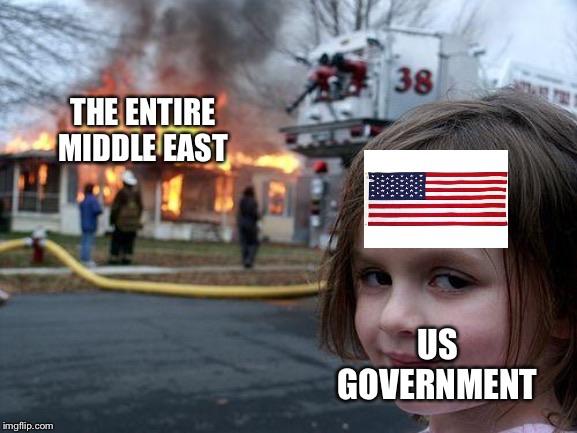 38
THE ENTIRE
MIDDLE EAST
US
GOVERNMENT
imgflip.com